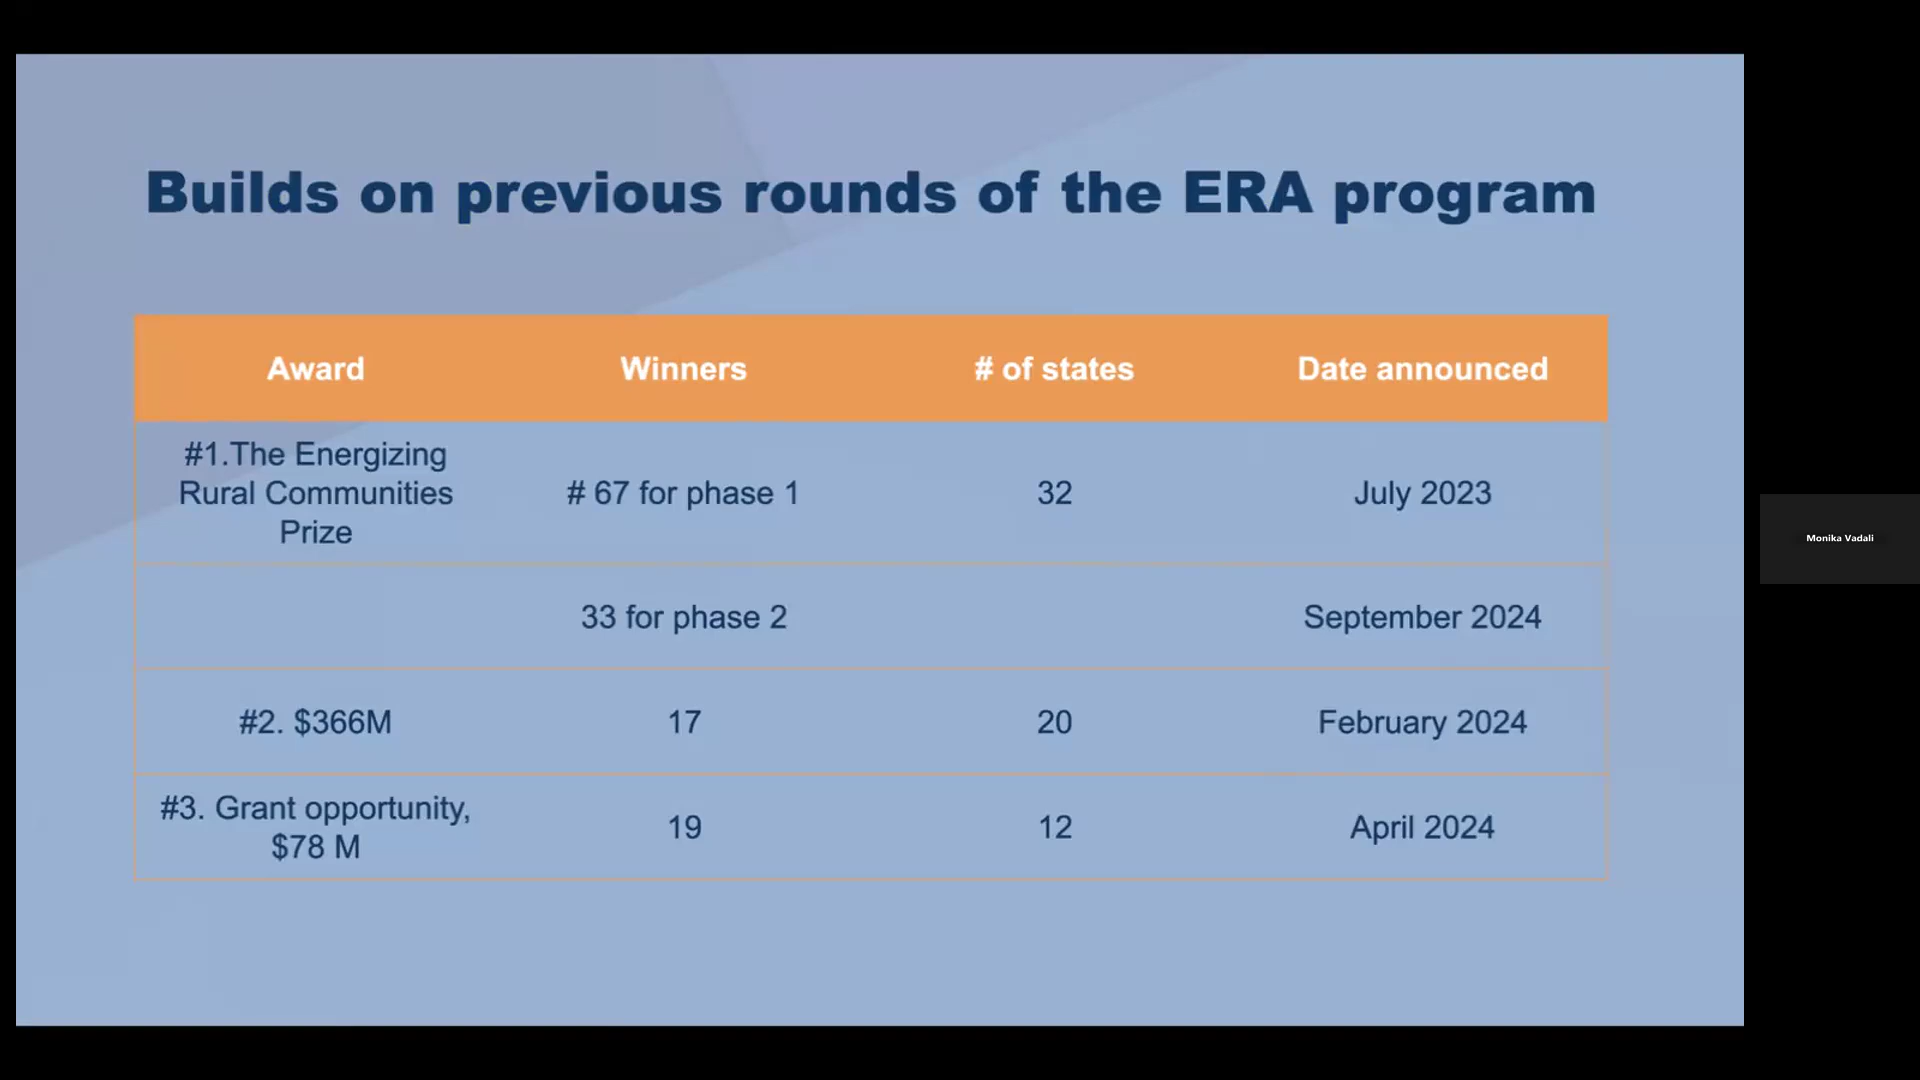 Builds on previous rounds of the ERA program
Award Winners # of states Date announced
#1.The Energizing
Rural Communities
Prize
# 67 for phase 1 32 July 2023
33 for phase 2 September 2024
#2. $366M 17 20 February 2024
#3. Grant opportunity,
$78 M
19 12 April 2024
Monika Vadali